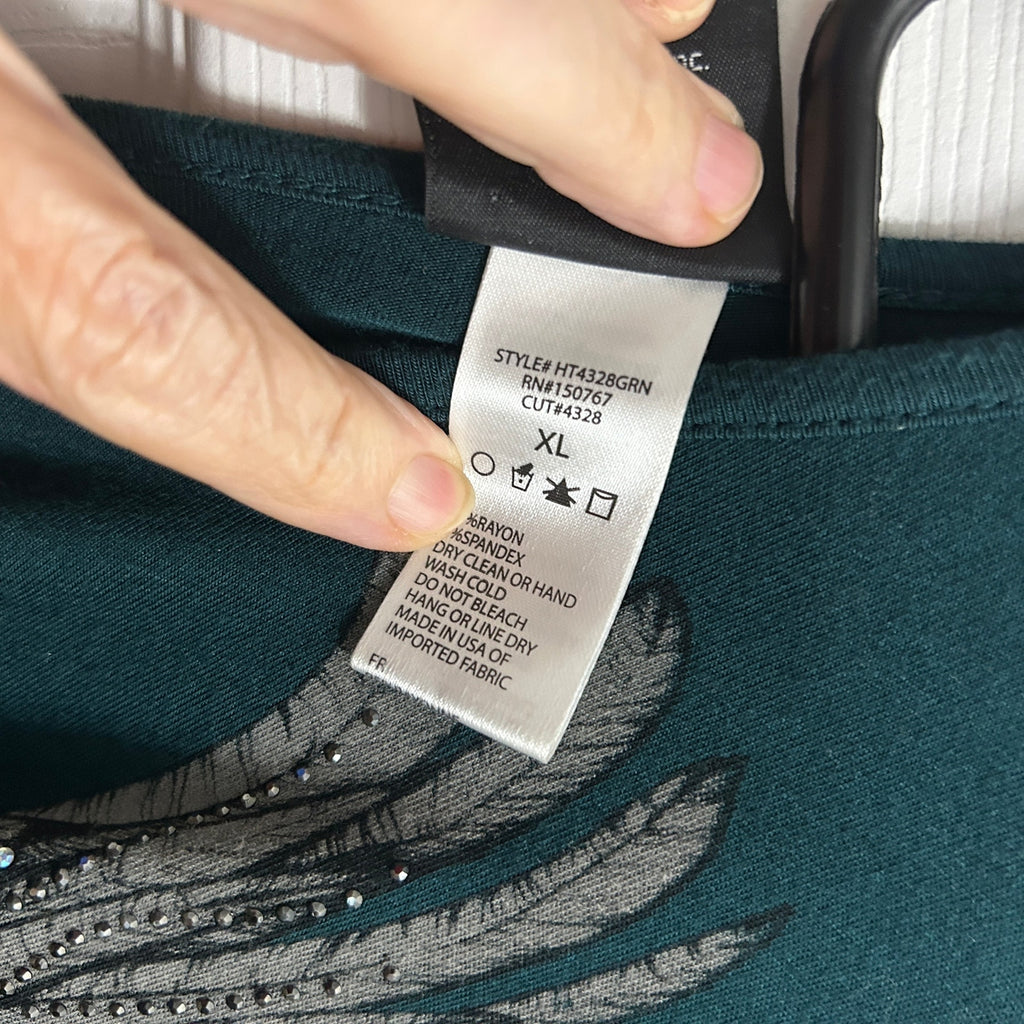 STYLE# HT4328GRN
RN#150767
CUT#4328
XL
%RAYON
%SPANDEX
DRY CLEAN OR HAND
WASH COLD
DO NOT BLEACH
HANG OR LINE DRY
MADE IN USA OF
IMPORTED FABRIC
FR